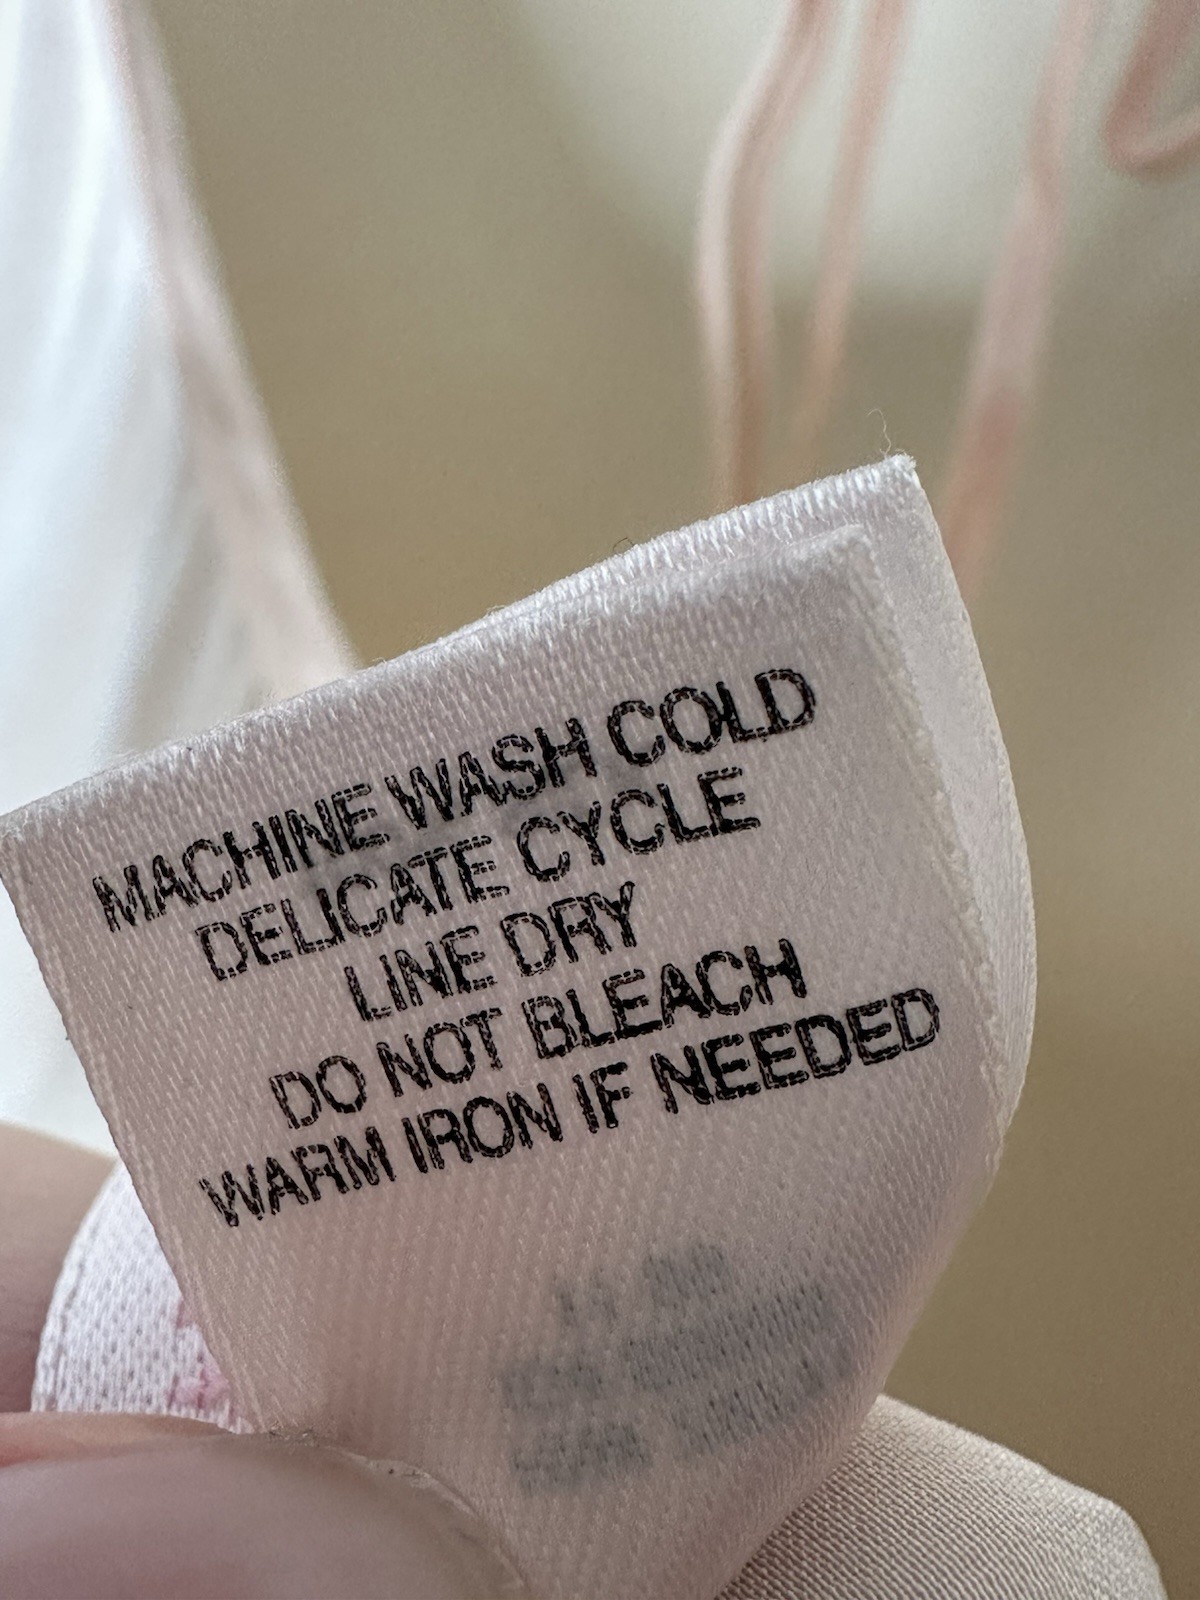 MACHINE WASH COLD
DELICATE CYCLE
LINE DRY
DO NOT BLEACH
WARM IRON IF NEEDED